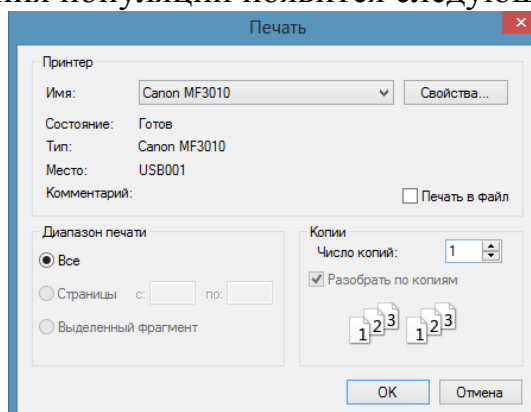 популяции появится следующ
Печать
Принтер
Имя: Canon MF3010 Свойства...
Состояние: Готов
Тип: Canon MF3010
Место: USB001
Комментарий: Печать в файл
Диапазон печати
Все
Страницы с: по:
Выделенный фрагмент
Копии
Число копий: 1
Разобрать по копиям
1 2 3 1 2 3
OK Отмена